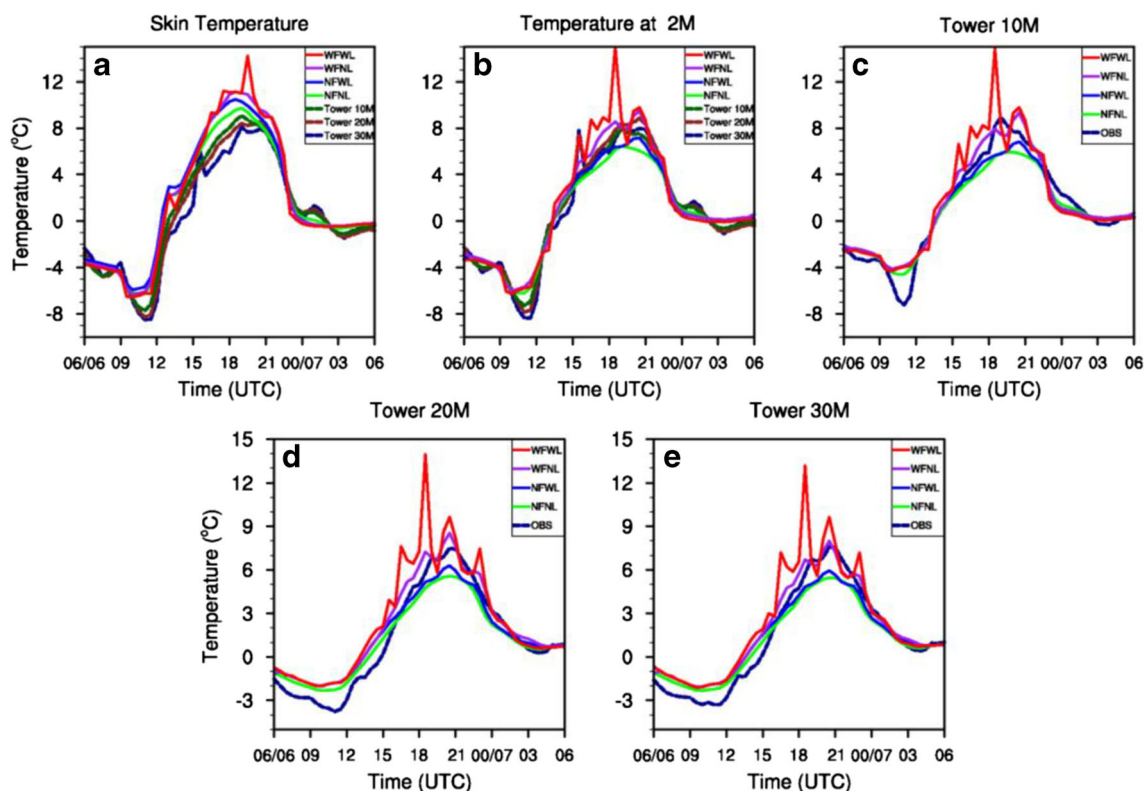 Skin Temperature
Temperature at 2M
Tower 10M
a
WFWL
WFNL
NFWL
NFNL
Tower 10M
Tower 20M
Tower 30M
b
WFWL
WFNL
NFWL
NFNL
Tower 10M
Tower 20M
Tower 30M
c
WFWL
WFNL
NFWL
NFNL
OBS
Temperature (°C)
12
8
4
0
-4
-8
12
8
4
0
-4
-8
12
8
4
0
-4
-8
06/06 09 12 15 18 21 00/07 03 06
06/06 09 12 15 18 21 00/07 03 06
06/06 09 12 15 18 21 00/07 03 06
Time (UTC)
Time (UTC)
Time (UTC)
Tower 20M
Tower 30M
d
WFWL
WFNL
NFWL
NFNL
OBS
e
WFWL
WFNL
NFWL
NFNL
OBS
Temperature (°C)
15
12
9
6
3
0
-3
Temperature (°C)
15
12
9
6
3
0
-3
06/06 09 12 15 18 21 00/07 03 06
06/06 09 12 15 18 21 00/07 03 06
Time (UTC)
Time (UTC)